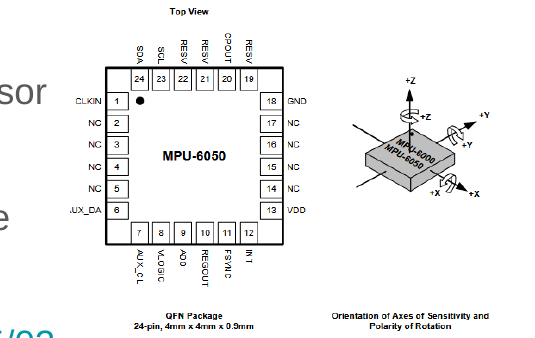 Top View
SDA SCL RESV RESV CPOUT RESV
24 23 22 21 20 19
CLKIN 1 18 GND
NC 2 17 NC
NC 3 16 NC
MPU-6050
NC 4 15 NC
NC 5 14 NC
UX_DA 6 13 VDD
7 8 9 10 11 12
AUX_CL VLOGIC AD0 REGOUT FSYNC INT
QFN Package
24-pin, 4mm x 4mm x 0.9mm
sor
e
+Z
+Z
+Y
+Y
MPU-6000
MPU-6050
+X +X
Orientation of Axes of Sensitivity and
Polarity of Rotation